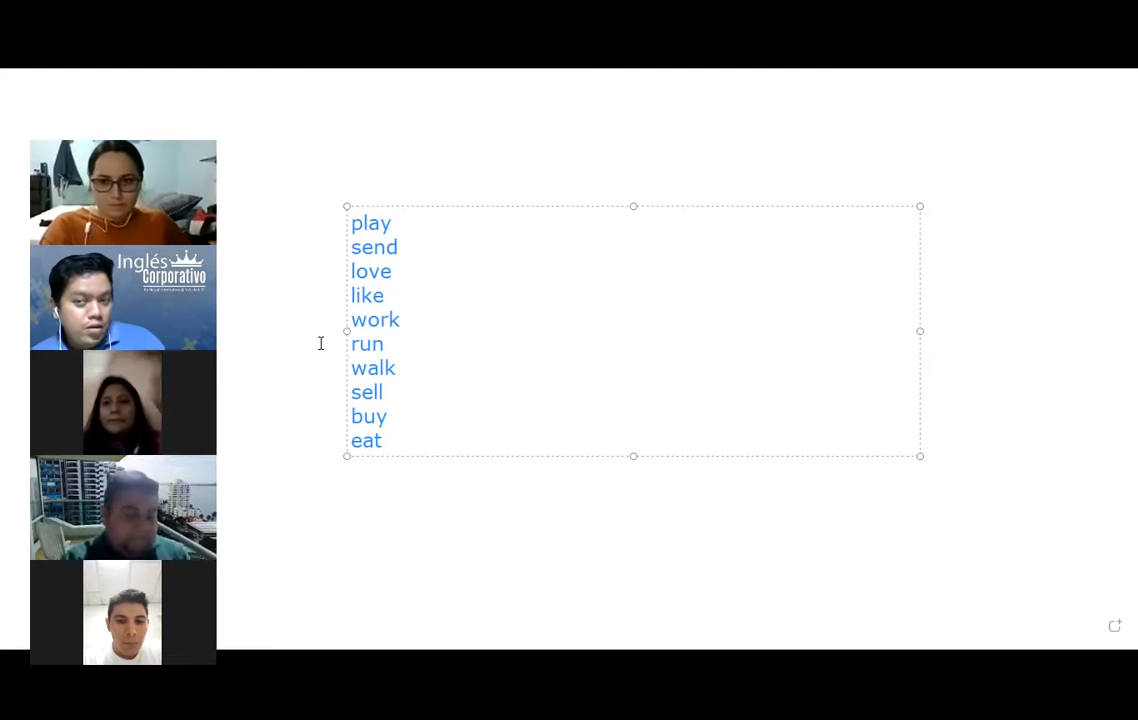 Inglés
Corporativo
play
send
love
like
work
run
walk
sell
buy
eat